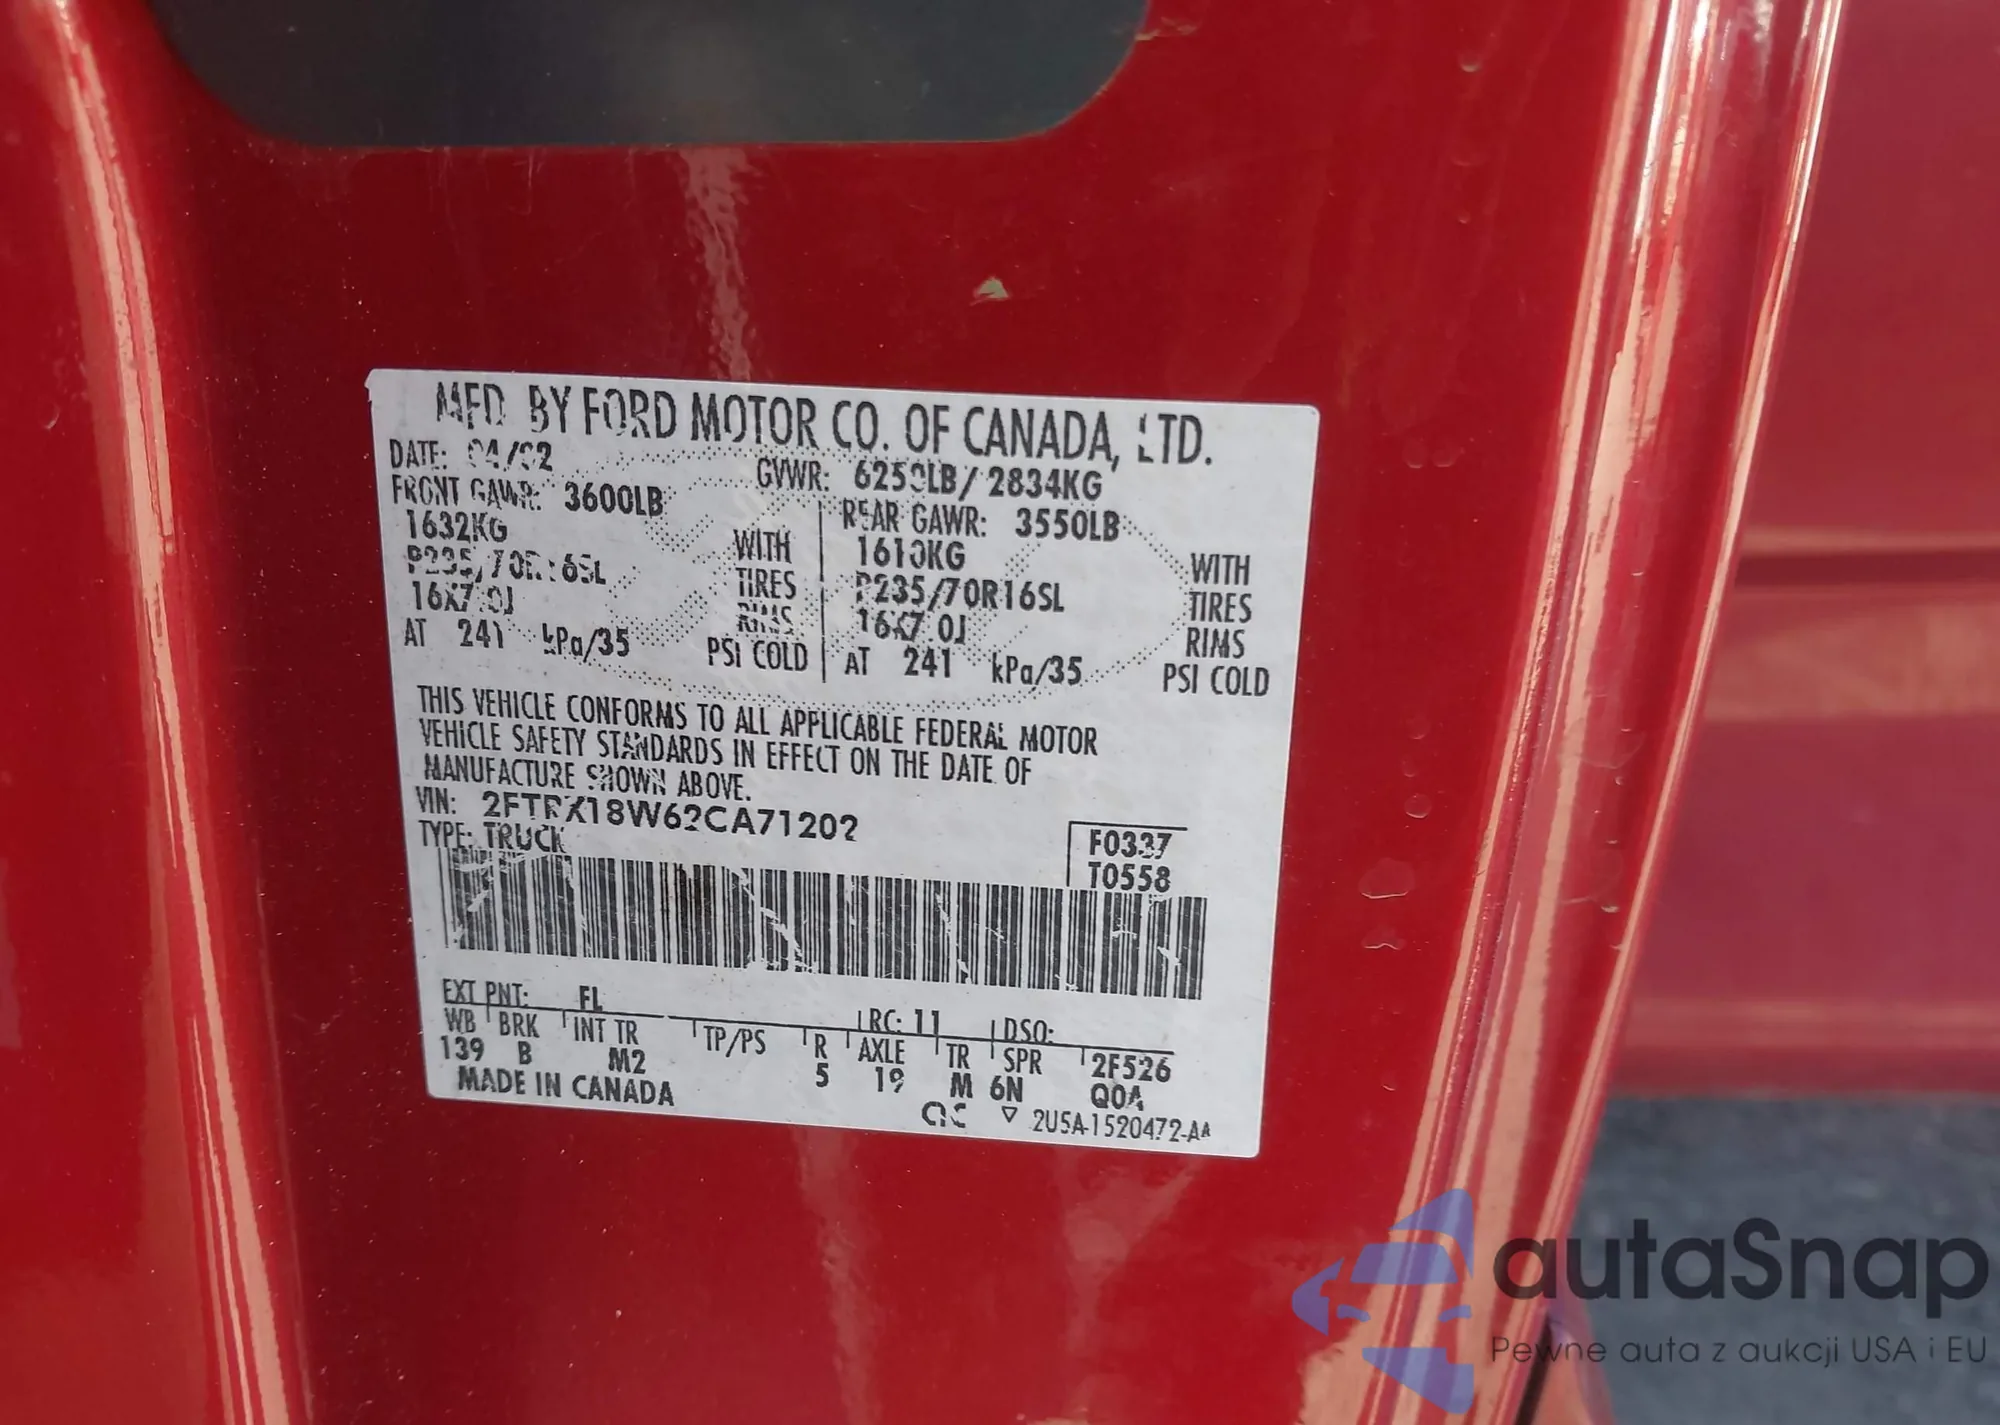 MFD. BY FORD MOTOR CO. OF CANADA, LTD.
DATE: 04/02
GVWR: 6250LB/ 2834KG
FRONT GAWR: 3600LB
1632KG
P235/70R16SL
16X7.0J
AT 241 kPa/35
WITH
TIRES
RIMS
PSI COLD
REAR GAWR: 3550LB
1610KG
P235/70R16SL
16X7.0J
AT 241 kPa/35
WITH
TIRES
RIMS
PSI COLD
THIS VEHICLE CONFORMS TO ALL APPLICABLE FEDERAL MOTOR
VEHICLE SAFETY STANDARDS IN EFFECT ON THE DATE OF
MANUFACTURE SHOWN ABOVE.
VIN: 2FTRX18W62CA71202
TYPE: TRUCK
F0337
T0558
EXT PNT: FL RC: 11 DSO:
WB BRK INT TR TP/PS R AXLE TR SPR 2F526
139 B M2 5 19 M 6N Q0A
MADE IN CANADA
▽ 2U5A-1520472-AA
autaSnap
Pewne auta z aukcji USA i EU